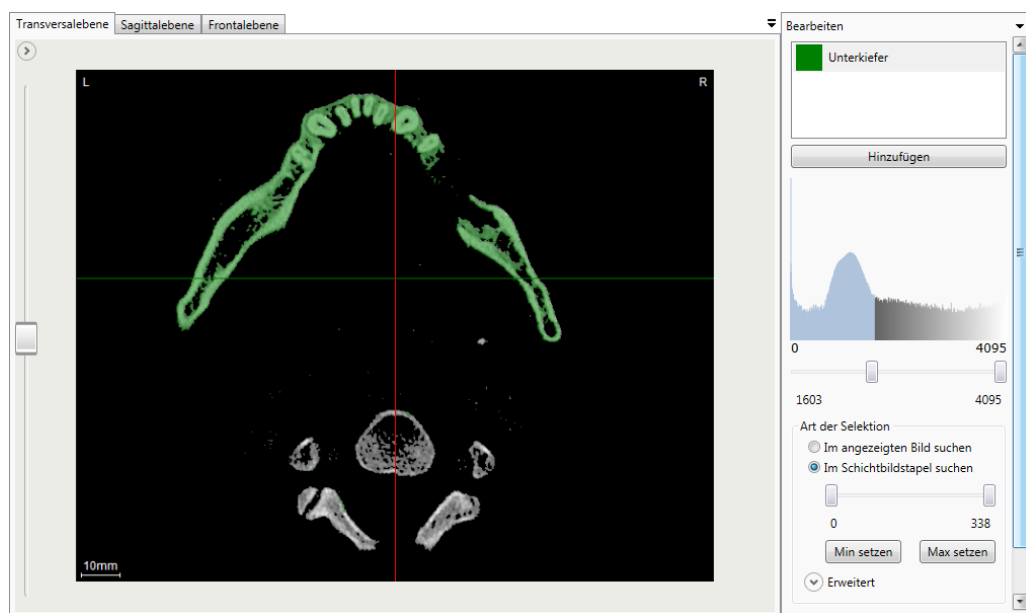 Transversalebene Sagittalebene Frontalebene
L R
10mm
Bearbeiten
Unterkiefer
Hinzufügen
0 4095
1603 4095
Art der Selektion
Im angezeigten Bild suchen
Im Schichtbildstapel suchen
0 338
Min setzen Max setzen
Erweitert